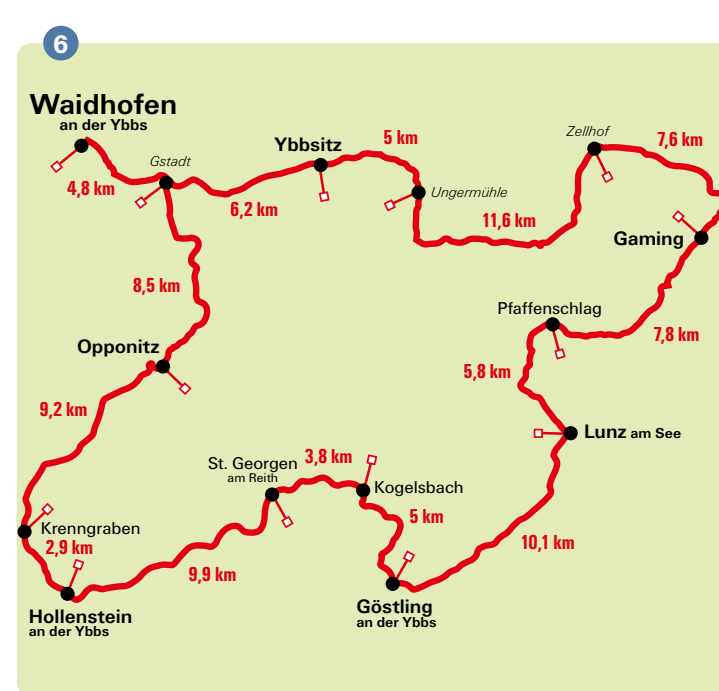 6
Waidhofen
an der Ybbs
4,8 km
Gstadt
6,2 km
Ybbsitz
5 km
Ungermühle
11,6 km
Zellhof
7,6 km
Gaming
7,8 km
Pfaffenschlag
5,8 km
Lunz am See
10,1 km
Göstling
an der Ybbs
5 km
Kogelsbach
3,8 km
St. Georgen
am Reith
9,9 km
Hollenstein
an der Ybbs
2,9 km
Krenngraben
9,2 km
Opponitz
8,5 km